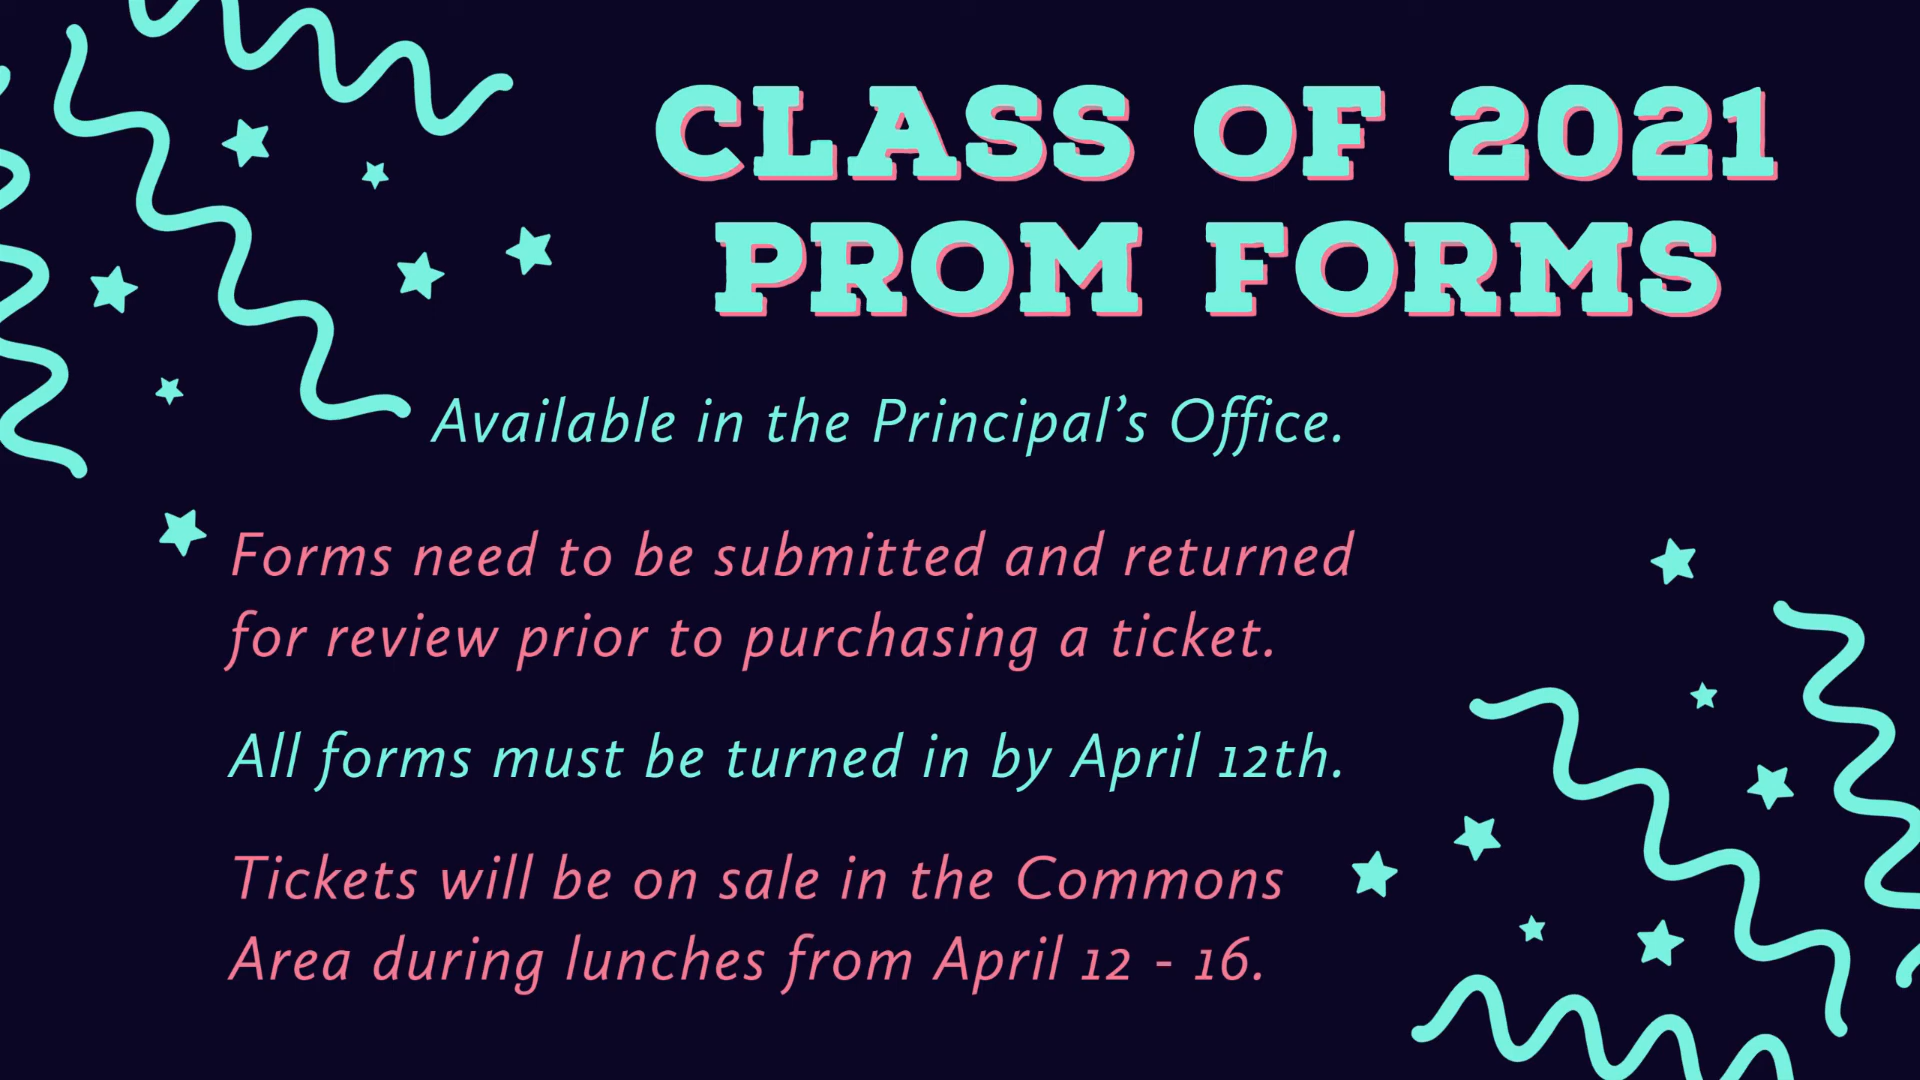 CLASS OF 2021
PROM FORMS
Available in the Principal’s Office.
Forms need to be submitted and returned
for review prior to purchasing a ticket.
All forms must be turned in by April 12th.
Tickets will be on sale in the Commons
Area during lunches from April 12 - 16.